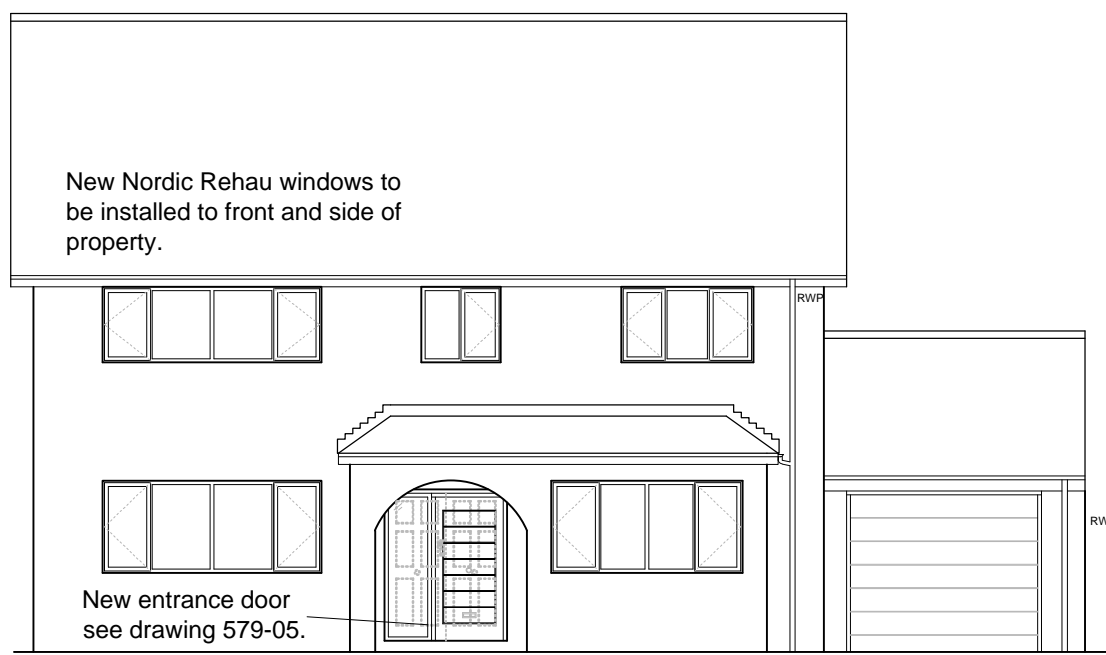 New Nordic Rehau windows to
be installed to front and side of
property.
RWP
RW
New entrance door
see drawing 579-05.